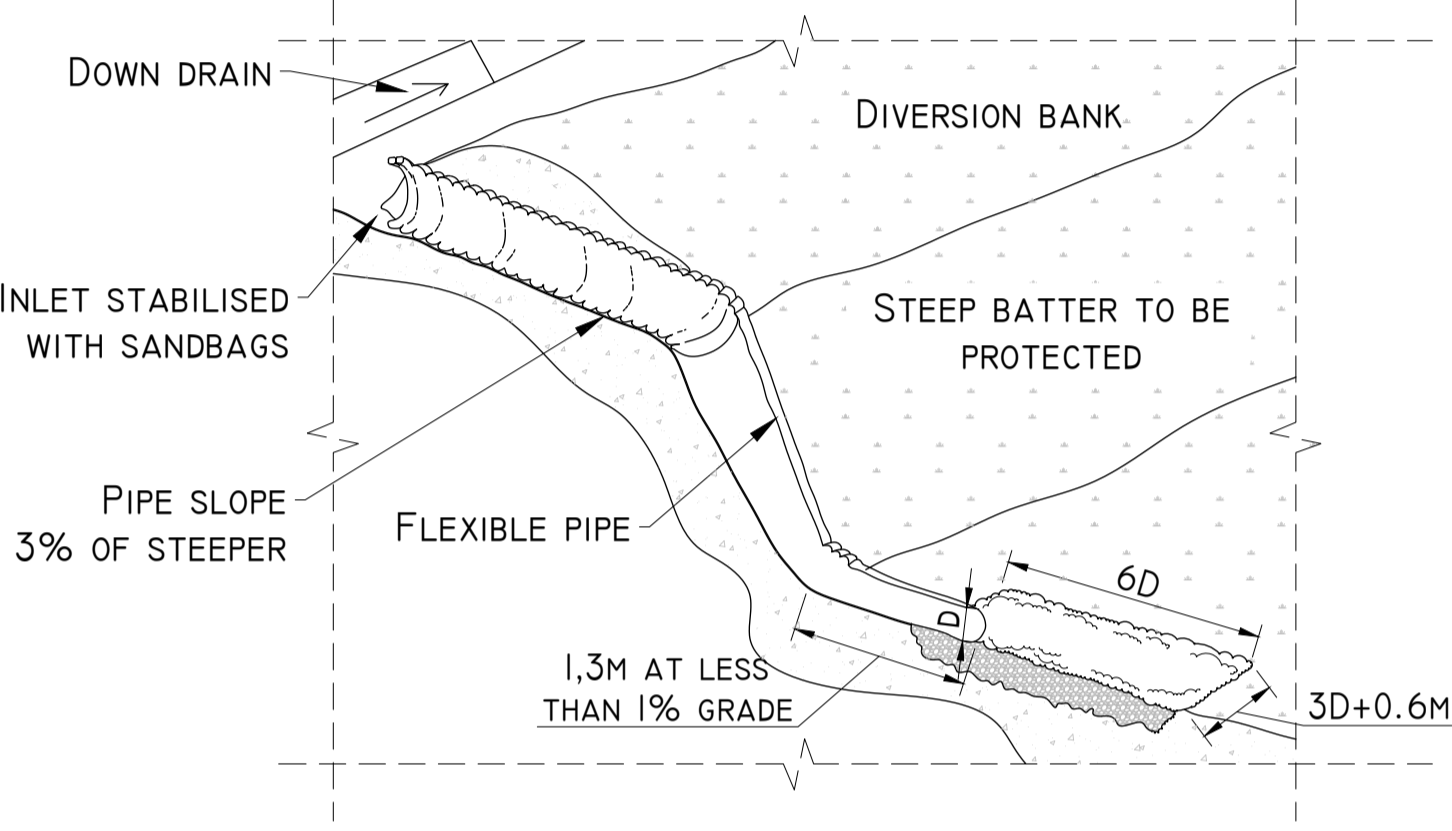 DOWN DRAIN
DIVERSION BANK
INLET STABILISED
WITH SANDBAGS
STEEP BATTER TO BE
PROTECTED
PIPE SLOPE
3% OF STEEPER
FLEXIBLE PIPE
6D
D
1,3M AT LESS
THAN 1% GRADE
3D+0.6M